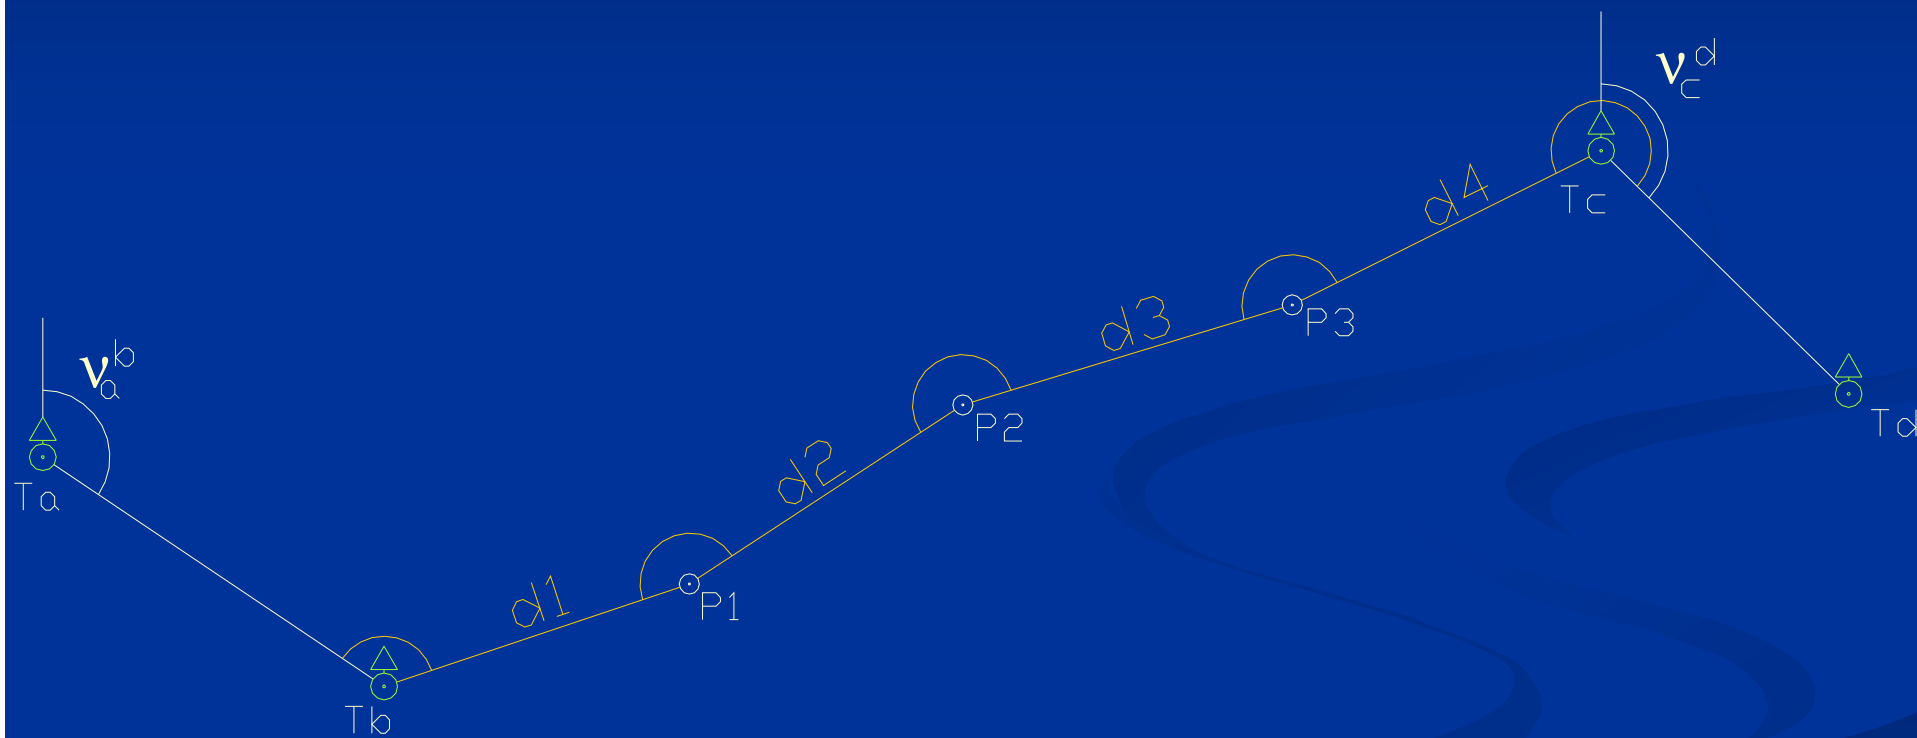 ν_c^d
Tc
d4
P3
d3
ν_a^b
P2
Td
d2
Ta
P1
d1
Tb